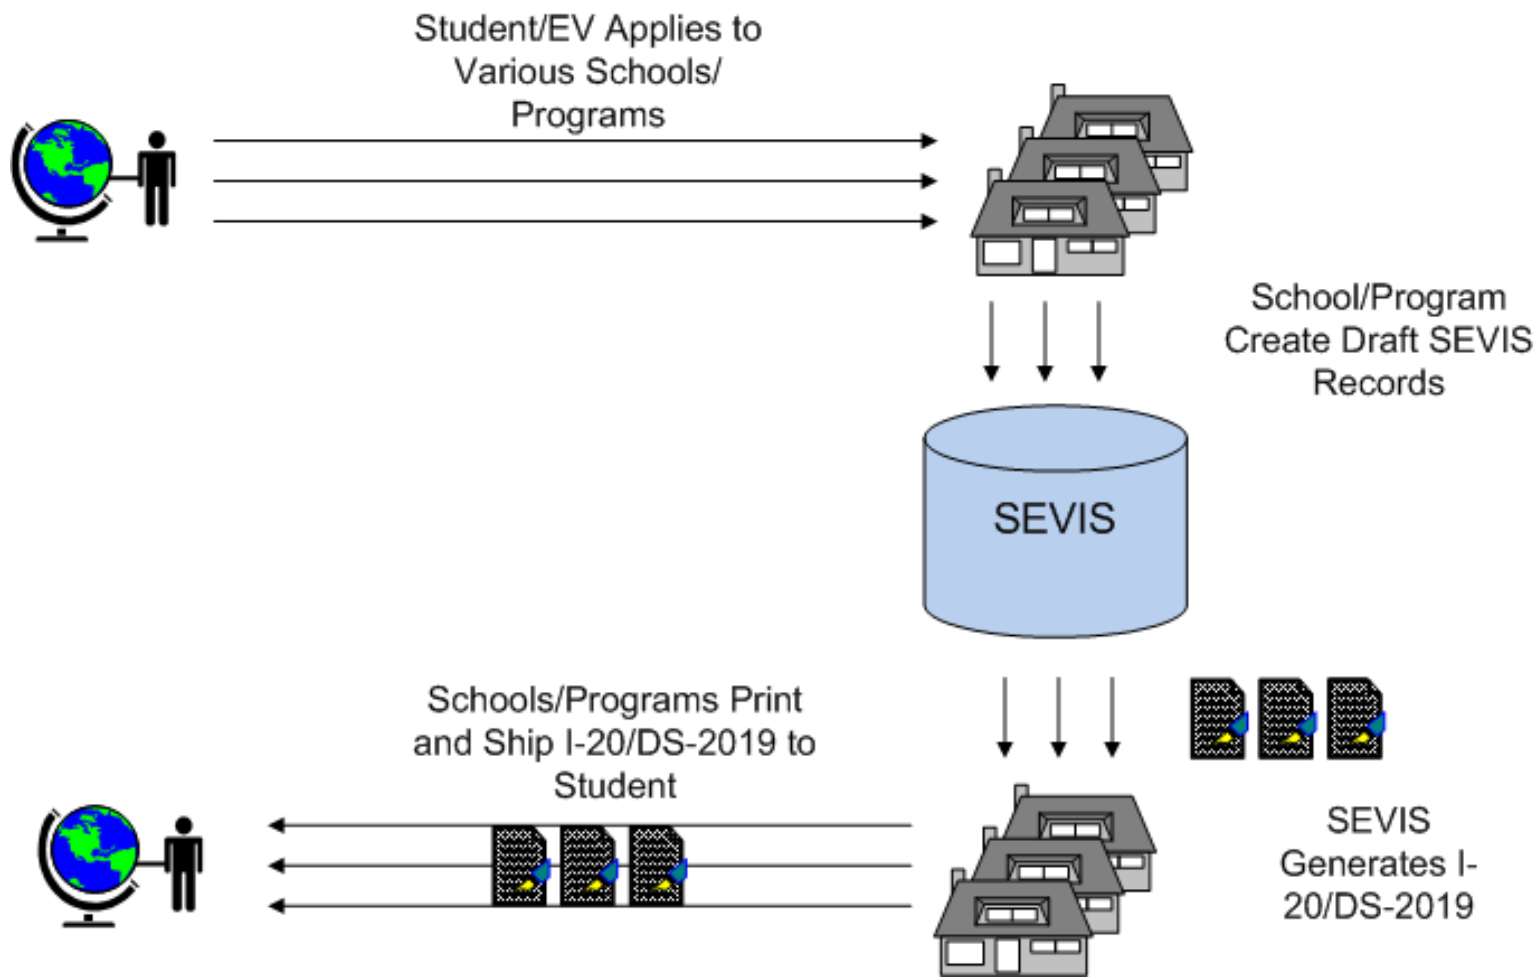 Student/EV Applies to
Various Schools/
Programs
School/Program
Create Draft SEVIS
Records
SEVIS
Schools/Programs Print
and Ship I-20/DS-2019 to
Student
SEVIS
Generates I-
20/DS-2019